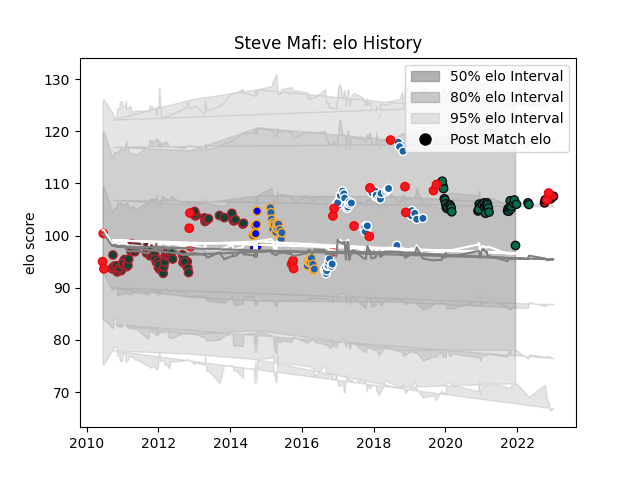 Steve Mafi: elo History
130
120
110
100
90
80
70
elo score
50% elo Interval
80% elo Interval
95% elo Interval
Post Match elo
2010
2012
2014
2016
2018
2020
2022